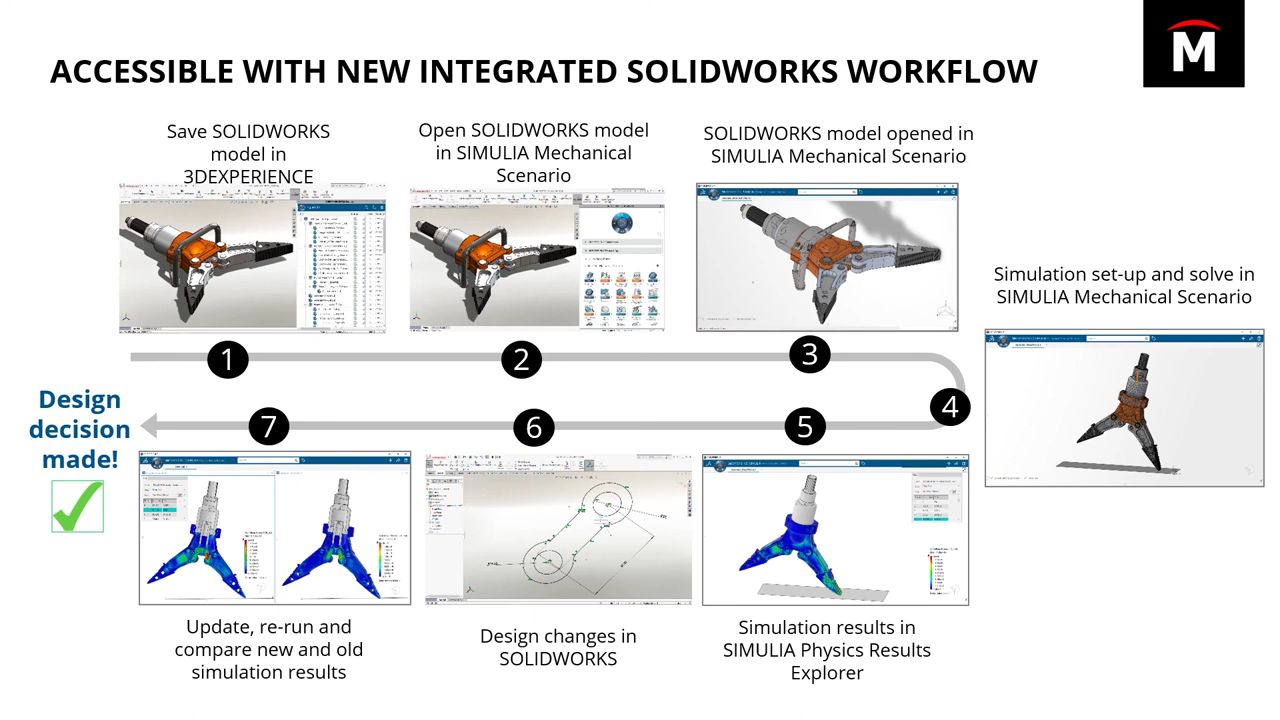 ACCESSIBLE WITH NEW INTEGRATED SOLIDWORKS WORKFLOW
M
Save SOLIDWORKS
model in
3DEXPERIENCE
Open SOLIDWORKS model
in SIMULIA Mechanical
Scenario
SOLIDWORKS model opened in
SIMULIA Mechanical Scenario
Simulation set-up and solve in
SIMULIA Mechanical Scenario
1
2
3
4
5
6
7
Design
decision
made!
Update, re-run and
compare new and old
simulation results
Design changes in
SOLIDWORKS
Simulation results in
SIMULIA Physics Results
Explorer